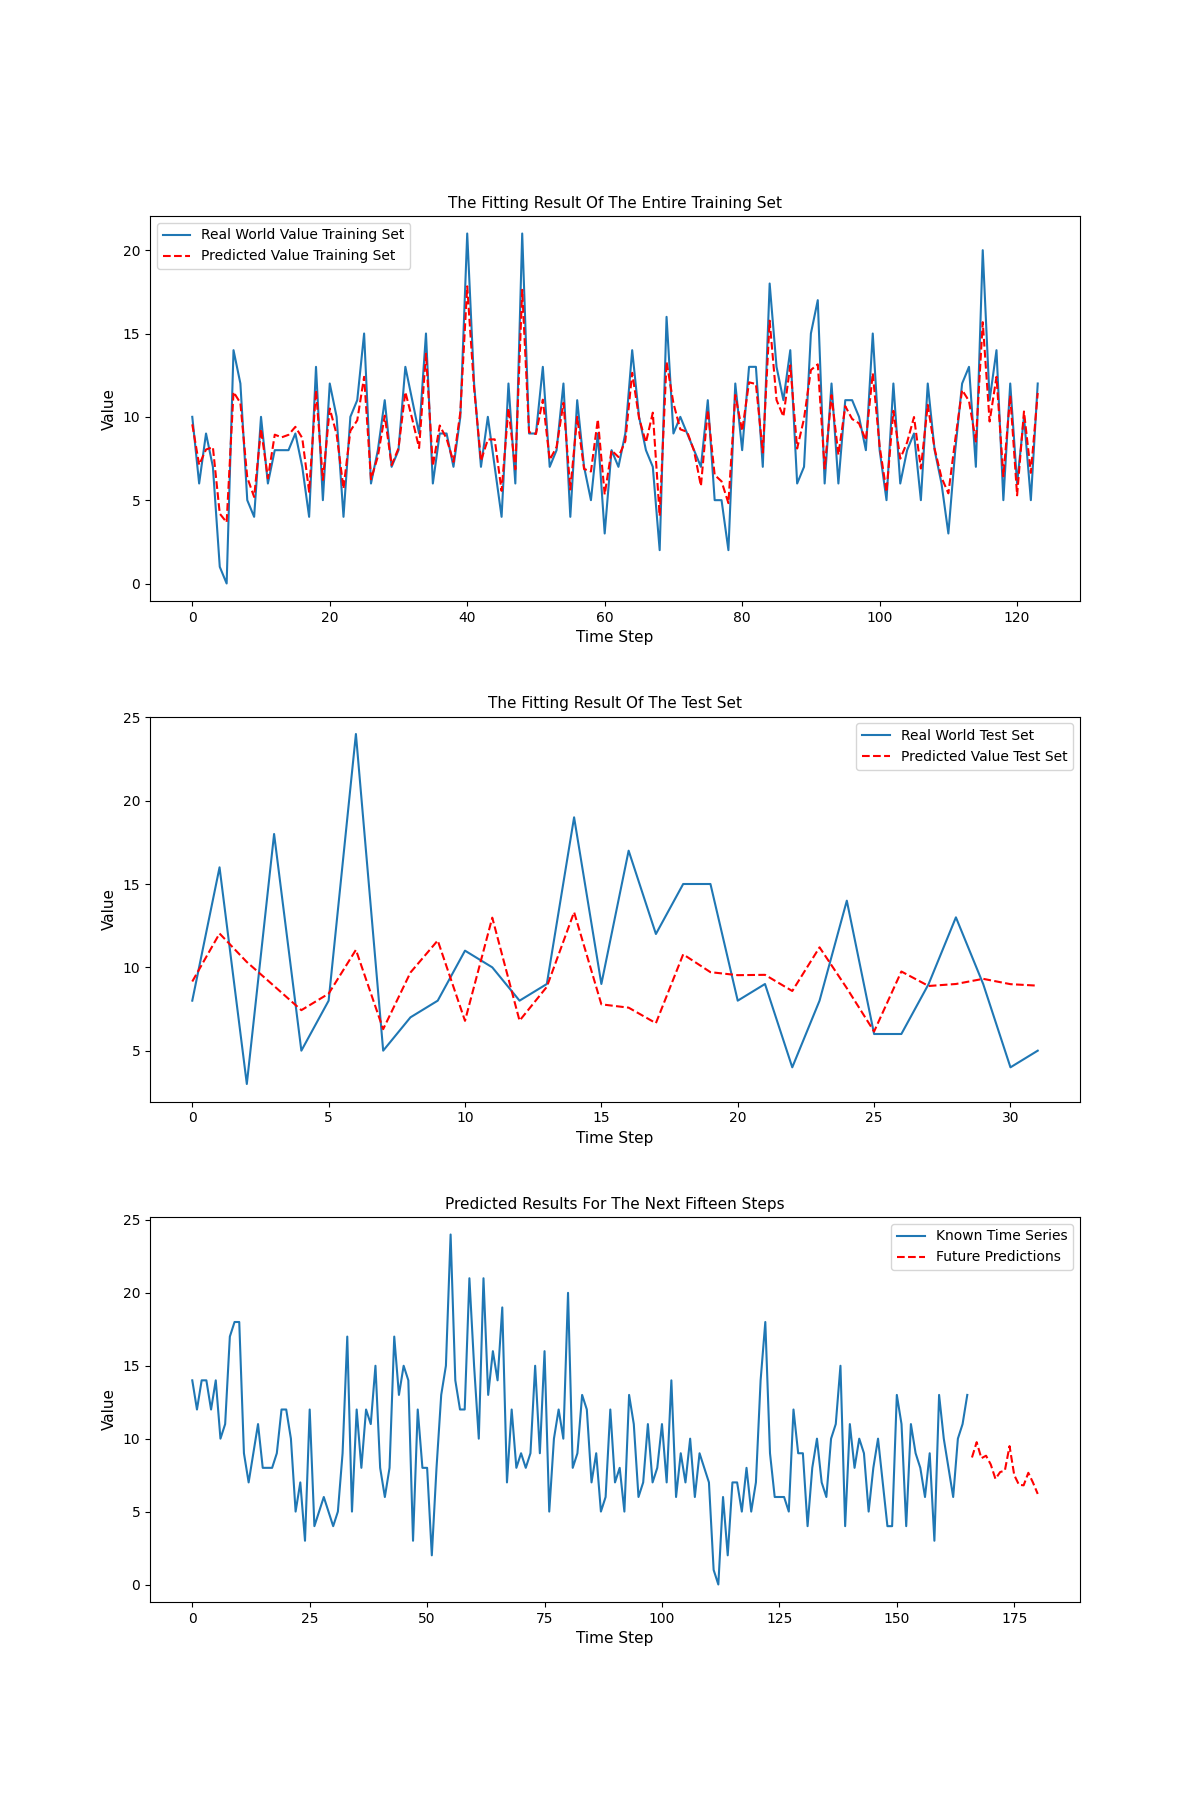 The Fitting Result Of The Entire Training Set
Real World Value Training Set
Predicted Value Training Set
Value
20
15
10
5
0
0 20 40 60 80 100 120
Time Step
The Fitting Result Of The Test Set
Real World Test Set
Predicted Value Test Set
Value
25
20
15
10
5
0 5 10 15 20 25 30
Time Step
Predicted Results For The Next Fifteen Steps
Known Time Series
Future Predictions
Value
25
20
15
10
5
0
0 25 50 75 100 125 150 175
Time Step